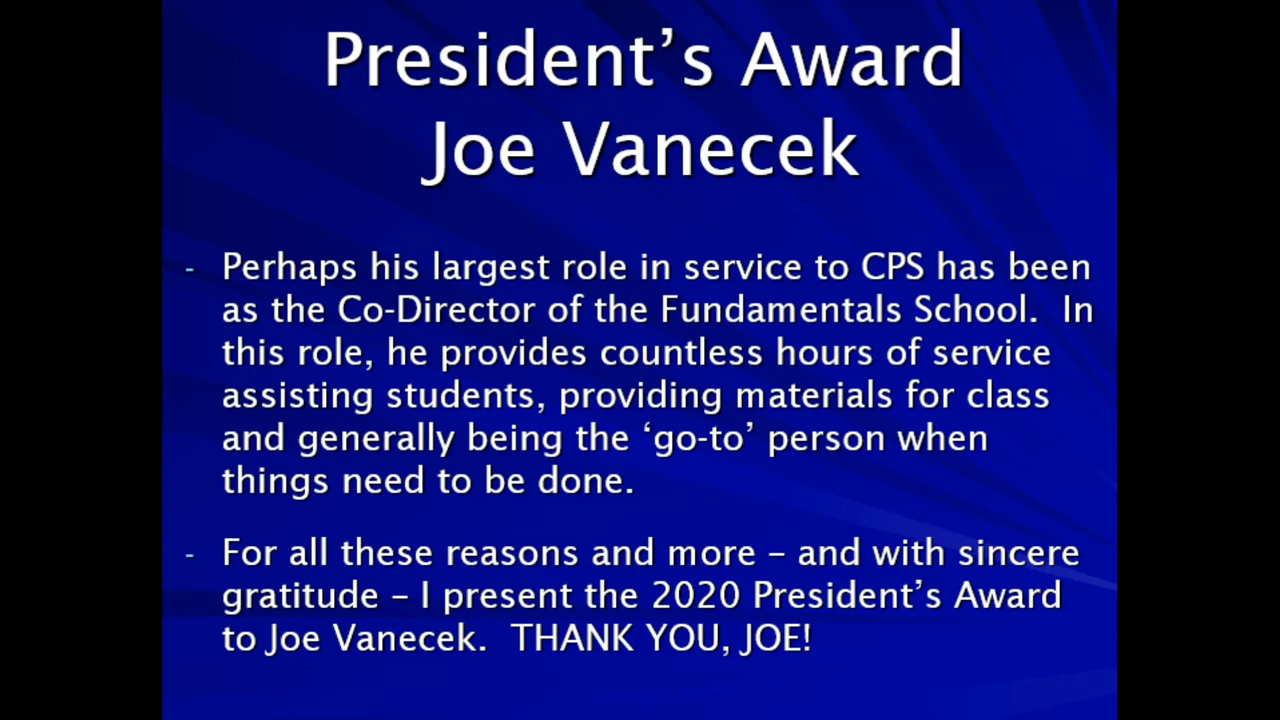 President’s Award
Joe Vanecek
- Perhaps his largest role in service to CPS has been
as the Co-Director of the Fundamentals School.  In
this role, he provides countless hours of service
assisting students, providing materials for class
and generally being the ‘go-to’ person when
things need to be done.
- For all these reasons and more – and with sincere
gratitude – I present the 2020 President’s Award
to Joe Vanecek.  THANK YOU, JOE!